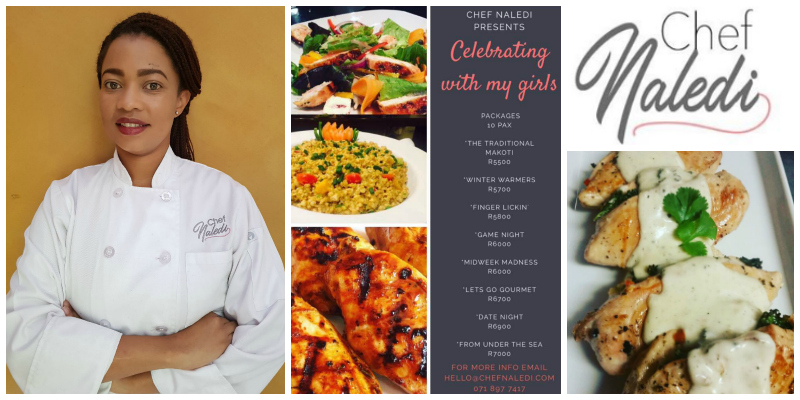 Chef
Naledi
CHEF NALEDI
PRESENTS
Celebrating
with my girls
PACKAGES
10 PAX
*THE TRADITIONAL
MAKOTI
R5500
*WINTER WARMERS
R5700
*FINGER LICKIN'
R5800
*GAME NIGHT
R6000
*MIDWEEK MADNESS
R6000
*LETS GO GOURMET
R6700
*DATE NIGHT
R6900
*FROM UNDER THE SEA
R7000
FOR MORE INFO EMAIL
HELLO@CHEFNALEDI.COM
071 897 7417
Chef
Naledi